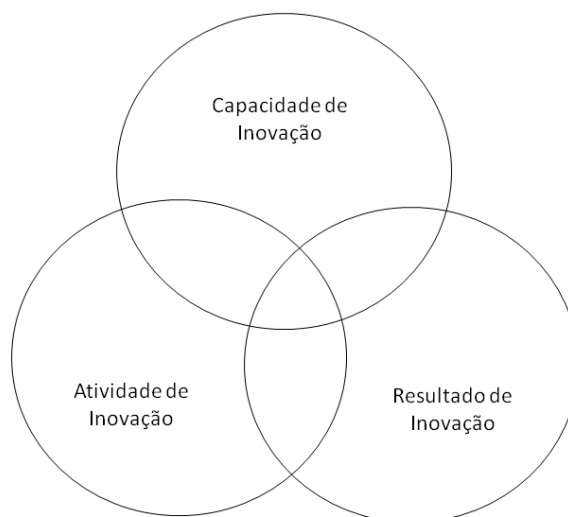 Capacidade de
Inovação
Atividade de
Inovação
Resultado de
Inovação